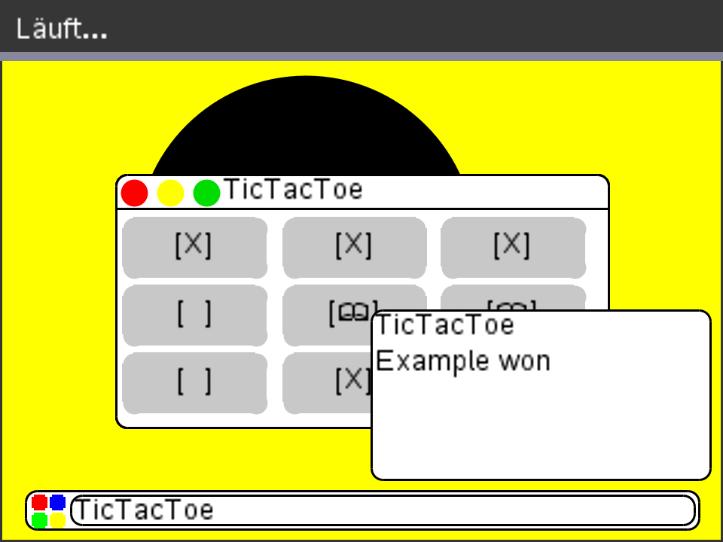 Läuft...
TicTacToe
[X] [X] [X]
[ ] [🕮] [🕮]
TicTacToe
Example won
[ ] [X]
TicTacToe